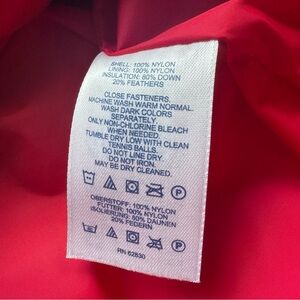 SHELL: 100% NYLON
LINING: 100% NYLON
INSULATION: 80% DOWN
20% FEATHERS
CLOSE FASTENERS.
MACHINE WASH WARM NORMAL.
WASH DARK COLORS
SEPARATELY.
ONLY NON-CHLORINE BLEACH
WHEN NEEDED.
TUMBLE DRY LOW WITH CLEAN
TENNIS BALLS.
DO NOT LINE DRY.
DO NOT IRON.
MAY BE DRY CLEANED.
P
OBERSTOFF: 100% NYLON
FUTTER: 100% NYLON
ISOLIERUNG: 80% DAUNEN
20% FEDERN
P
RN 62830